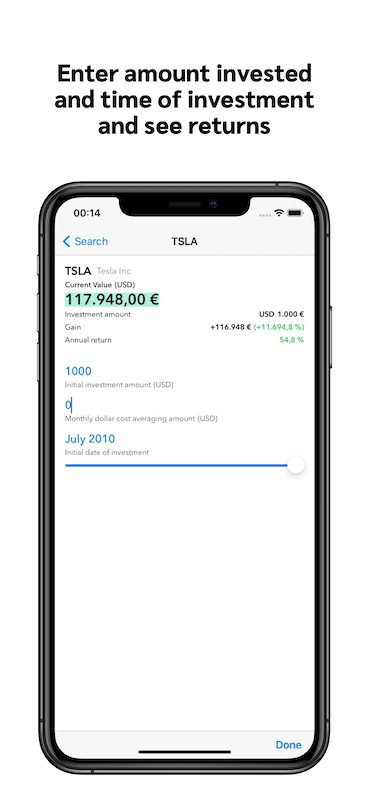 Enter amount invested
and time of investment
and see returns
00:14
Search TSLA
TSLA Tesla Inc
Current Value (USD)
117.948,00 €
Investment amount USD 1.000 €
Gain +116.948 € (+11.694,8 %)
Annual return 54,8 %
1000
Initial investment amount (USD)
0
Monthly dollar cost averaging amount (USD)
July 2010
Initial date of investment
Done